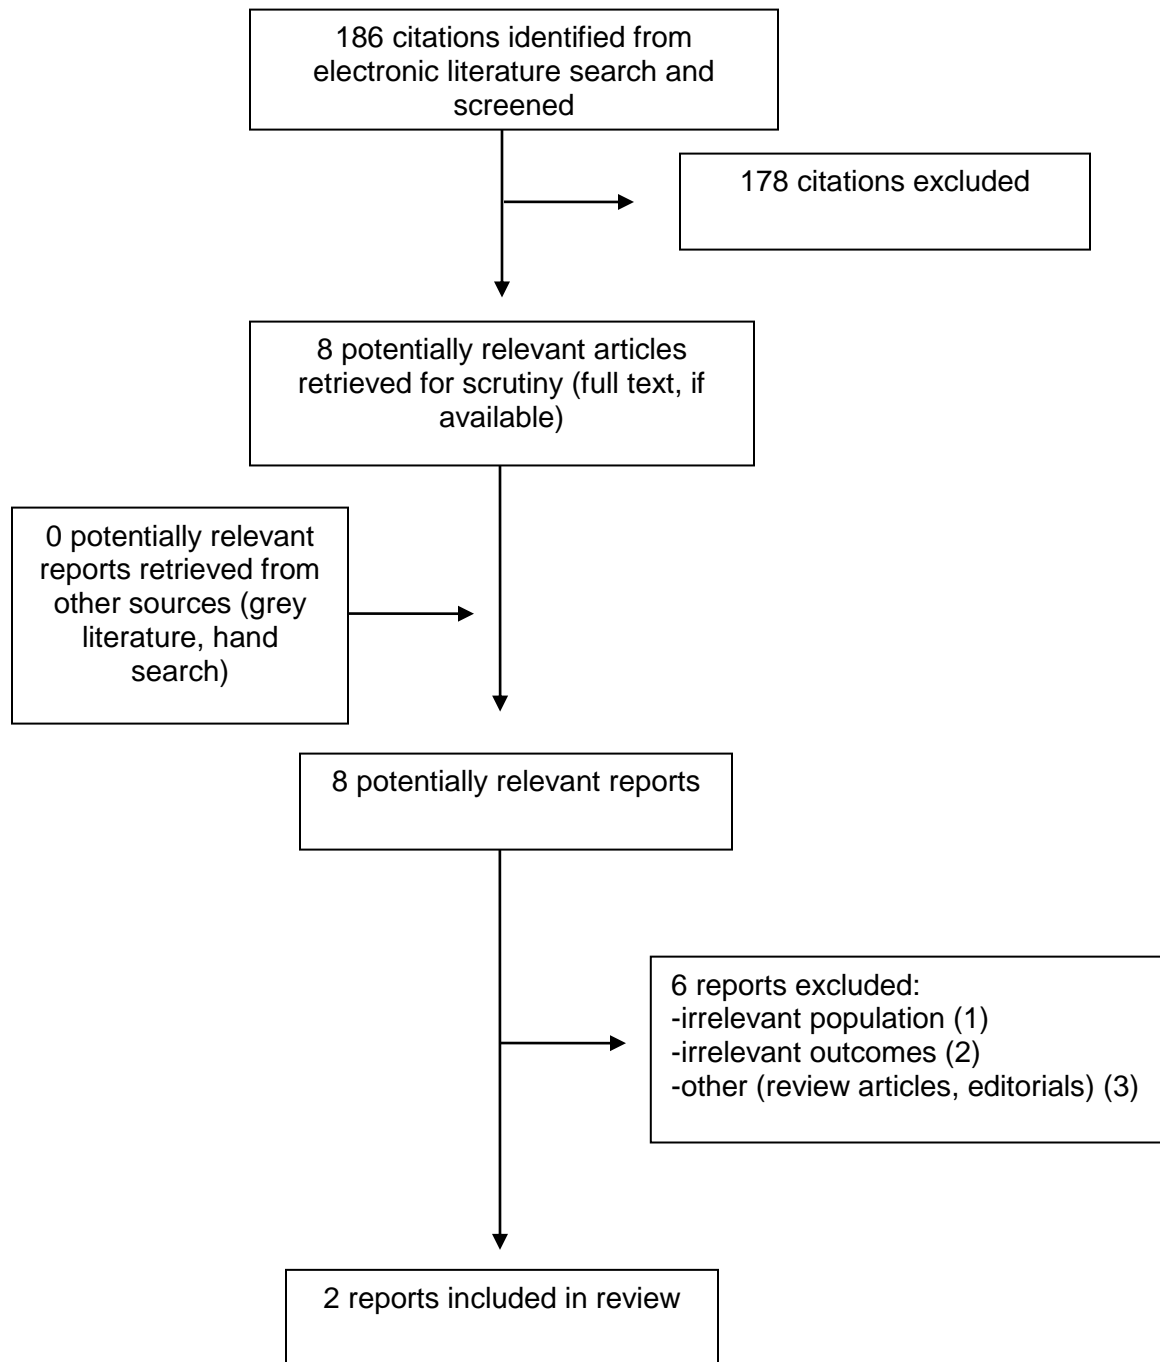 186 citations identified from
electronic literature search and
screened
178 citations excluded
8 potentially relevant articles
retrieved for scrutiny (full text, if
available)
0 potentially relevant
reports retrieved from
other sources (grey
literature, hand
search)
8 potentially relevant reports
6 reports excluded:
-irrelevant population (1)
-irrelevant outcomes (2)
-other (review articles, editorials) (3)
2 reports included in review